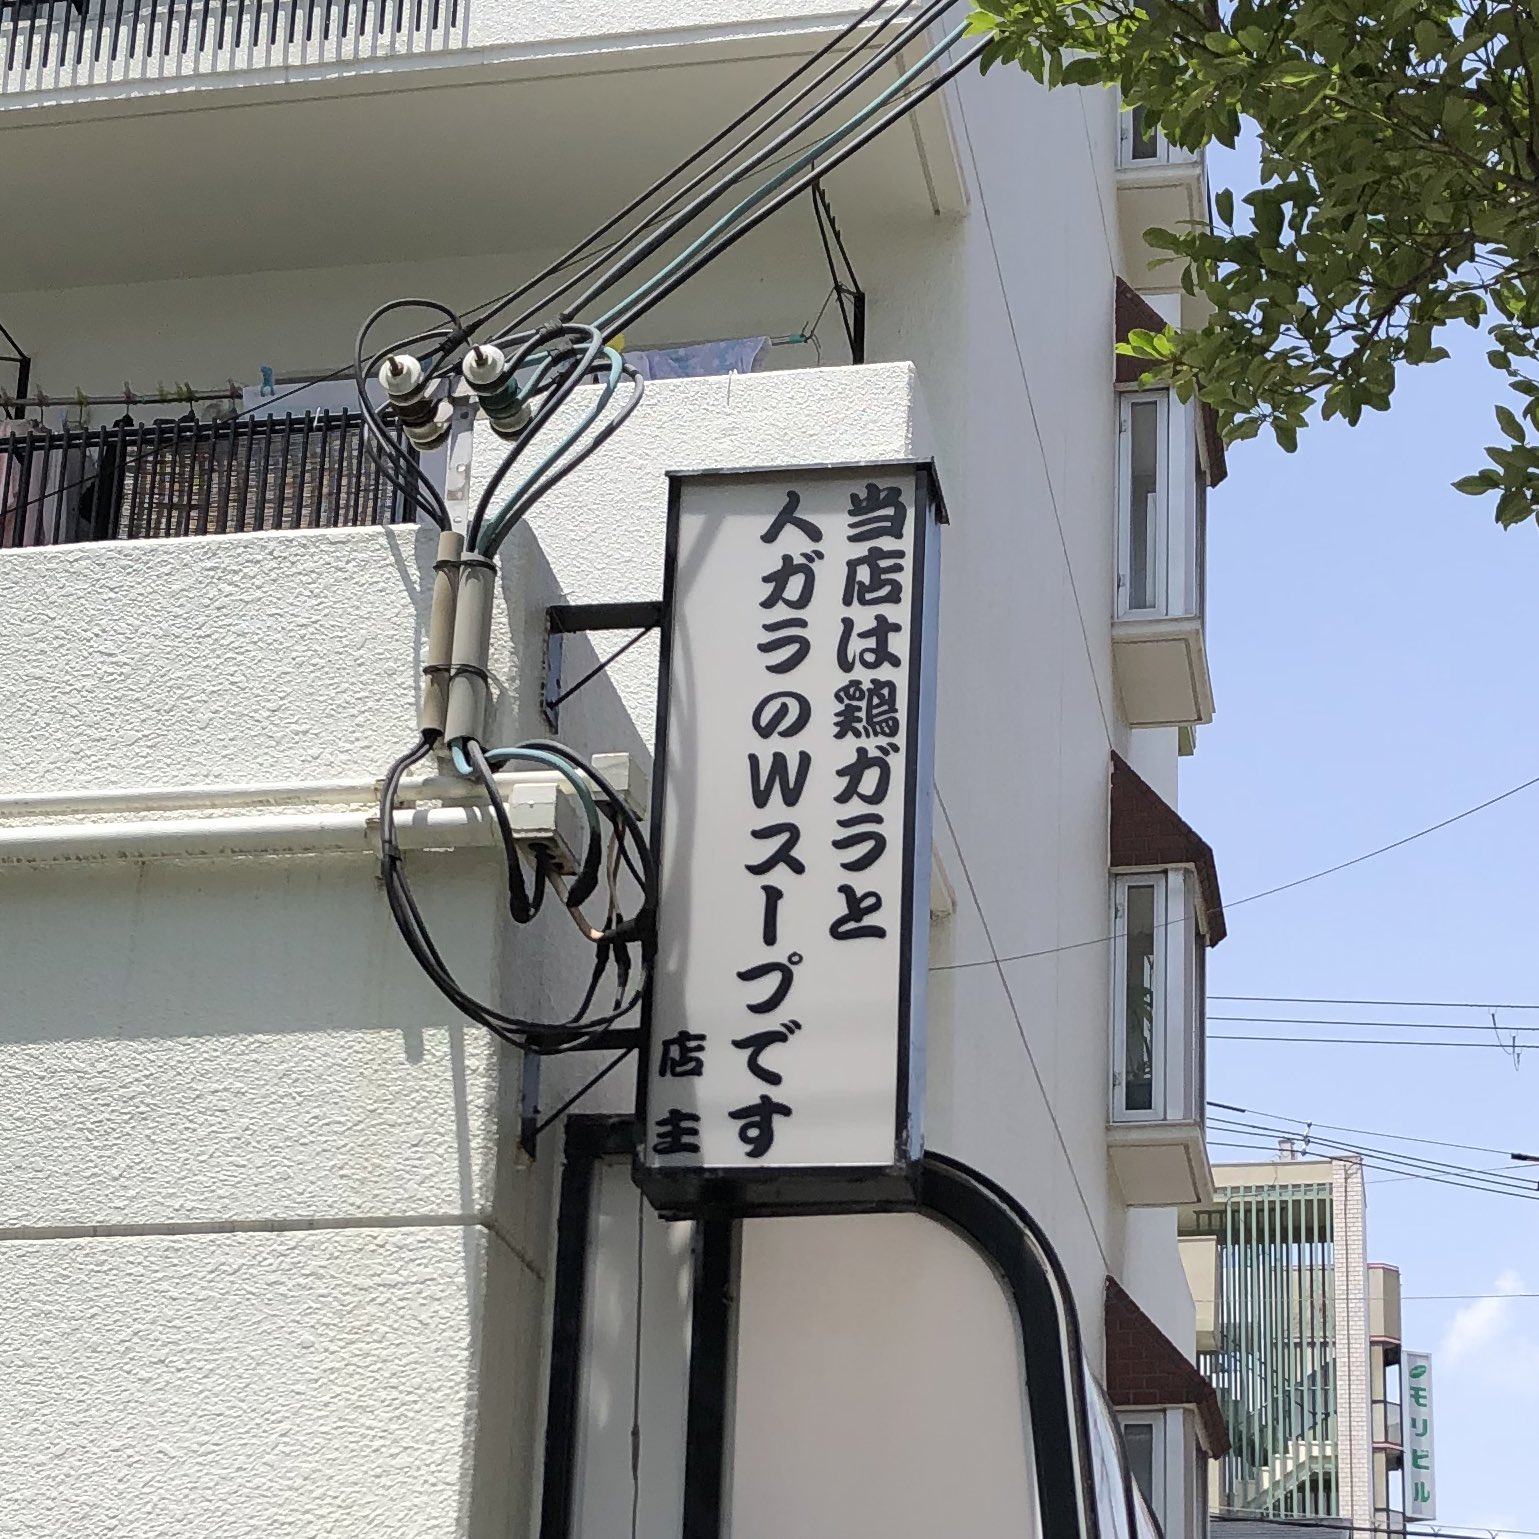 当店は鶏ガラと
人ガラのWスープです
店主
モリビル